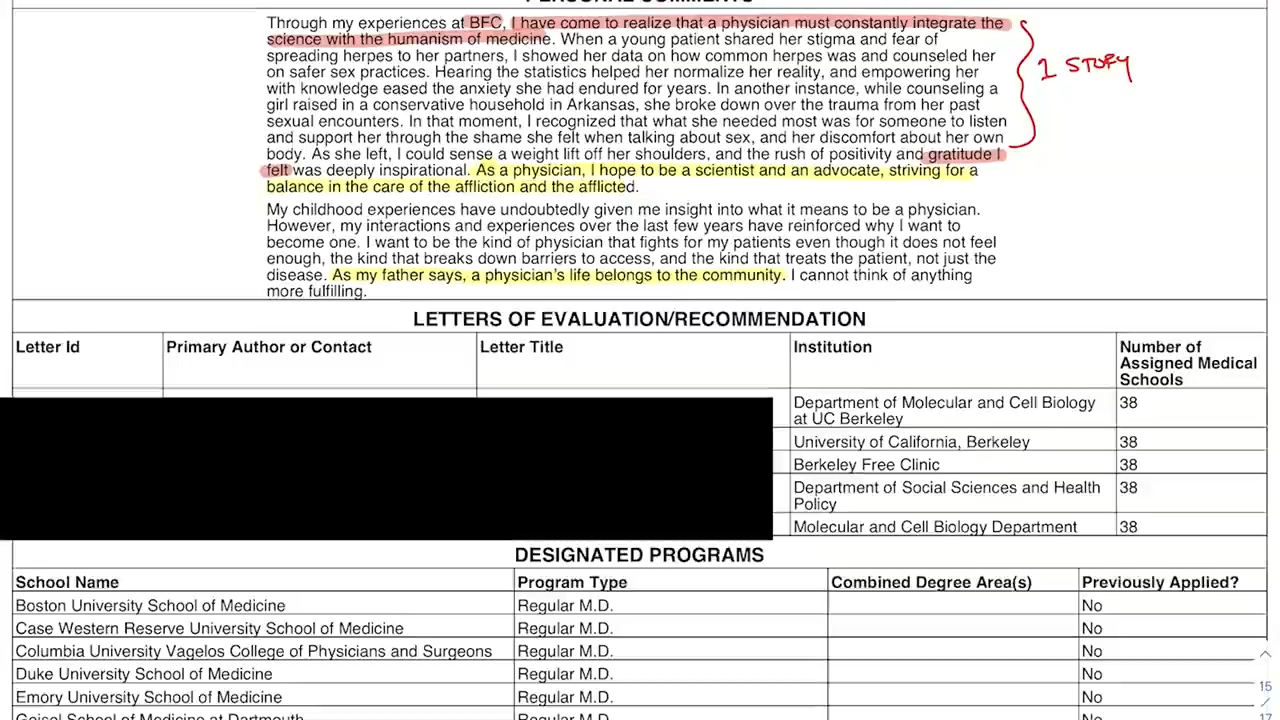 PERSONAL COMMENTS
Through my experiences at BFC, I have come to realize that a physician must constantly integrate the
science with the humanism of medicine. When a young patient shared her stigma and fear of
spreading herpes to her partners, I showed her data on how common herpes was and counseled her
on safer sex practices. Hearing the statistics helped her normalize her reality, and empowering her
with knowledge eased the anxiety she had endured for years. In another instance, while counseling a
girl raised in a conservative household in Arkansas, she broke down over the trauma from her past
sexual encounters. In that moment, I recognized that what she needed most was for someone to listen
and support her through the shame she felt when talking about sex, and her discomfort about her own
body. As she left, I could sense a weight lift off her shoulders, and the rush of positivity and gratitude I
felt was deeply inspirational. As a physician, I hope to be a scientist and an advocate, striving for a
balance in the care of the affliction and the afflicted.
1 STORY
My childhood experiences have undoubtedly given me insight into what it means to be a physician.
However, my interactions and experiences over the last few years have reinforced why I want to
become one. I want to be the kind of physician that fights for my patients even though it does not feel
enough, the kind that breaks down barriers to access, and the kind that treats the patient, not just the
disease. As my father says, a physician's life belongs to the community. I cannot think of anything
more fulfilling.
LETTERS OF EVALUATION/RECOMMENDATION
Letter Id Primary Author or Contact Letter Title Institution Number of
Assigned Medical
Schools
Department of Molecular and Cell Biology 38
at UC Berkeley
University of California, Berkeley 38
Berkeley Free Clinic 38
Department of Social Sciences and Health 38
Policy
Molecular and Cell Biology Department 38
DESIGNATED PROGRAMS
School Name Program Type Combined Degree Area(s) Previously Applied?
Boston University School of Medicine Regular M.D. No
Case Western Reserve University School of Medicine Regular M.D. No
Columbia University Vagelos College of Physicians and Surgeons Regular M.D. No
Duke University School of Medicine Regular M.D. No
Emory University School of Medicine Regular M.D. No
Geisel School of Medicine at Dartmouth Regular M.D. No
15
/
17